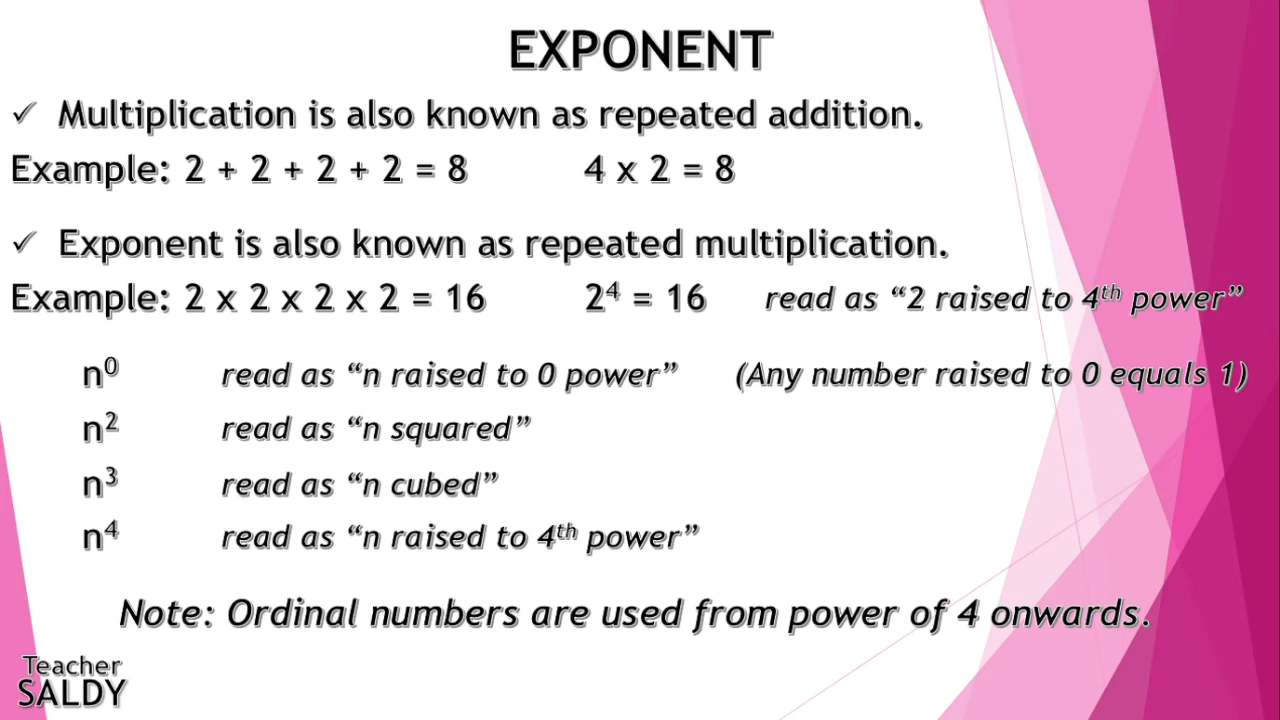 EXPONENT
✓ Multiplication is also known as repeated addition.
Example: 2 + 2 + 2 + 2 = 8 4 x 2 = 8
✓ Exponent is also known as repeated multiplication.
Example: 2 x 2 x 2 x 2 = 16 2⁴ = 16 read as “2 raised to 4ᵗʰ power”
n⁰ read as “n raised to 0 power” (Any number raised to 0 equals 1)
n² read as “n squared”
n³ read as “n cubed”
n⁴ read as “n raised to 4ᵗʰ power”
Note: Ordinal numbers are used from power of 4 onwards.
Teacher
SALDY